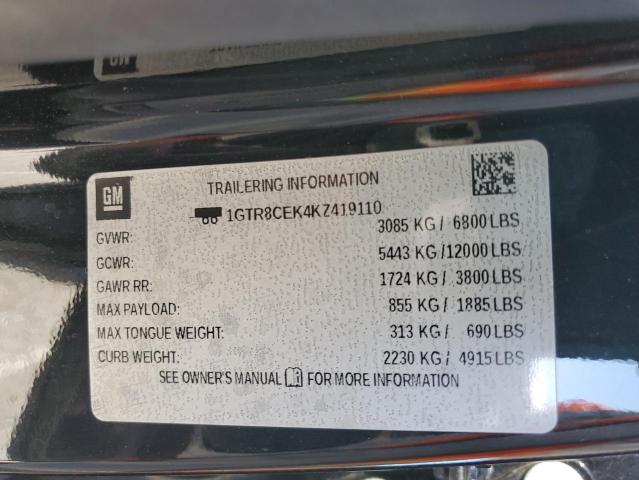 GM
TRAILERING INFORMATION
1GTR8CEK4KZ419110
GVWR: 3085 KG / 6800 LBS
GCWR: 5443 KG /12000 LBS
GAWR RR: 1724 KG / 3800 LBS
MAX PAYLOAD: 855 KG / 1885 LBS
MAX TONGUE WEIGHT: 313 KG / 690 LBS
CURB WEIGHT: 2230 KG / 4915 LBS
SEE OWNER'S MANUAL FOR MORE INFORMATION